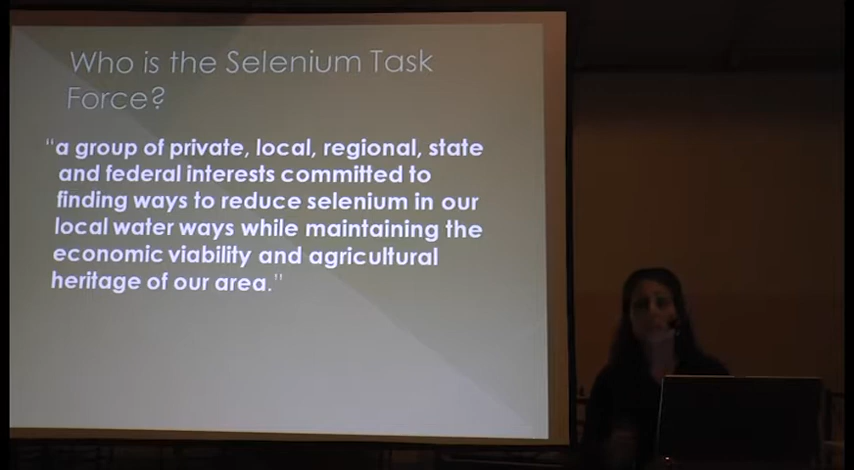 Who is the Selenium Task
Force?
"a group of private, local, regional, state
and federal interests committed to
finding ways to reduce selenium in our
local water ways while maintaining the
economic viability and agricultural
heritage of our area."